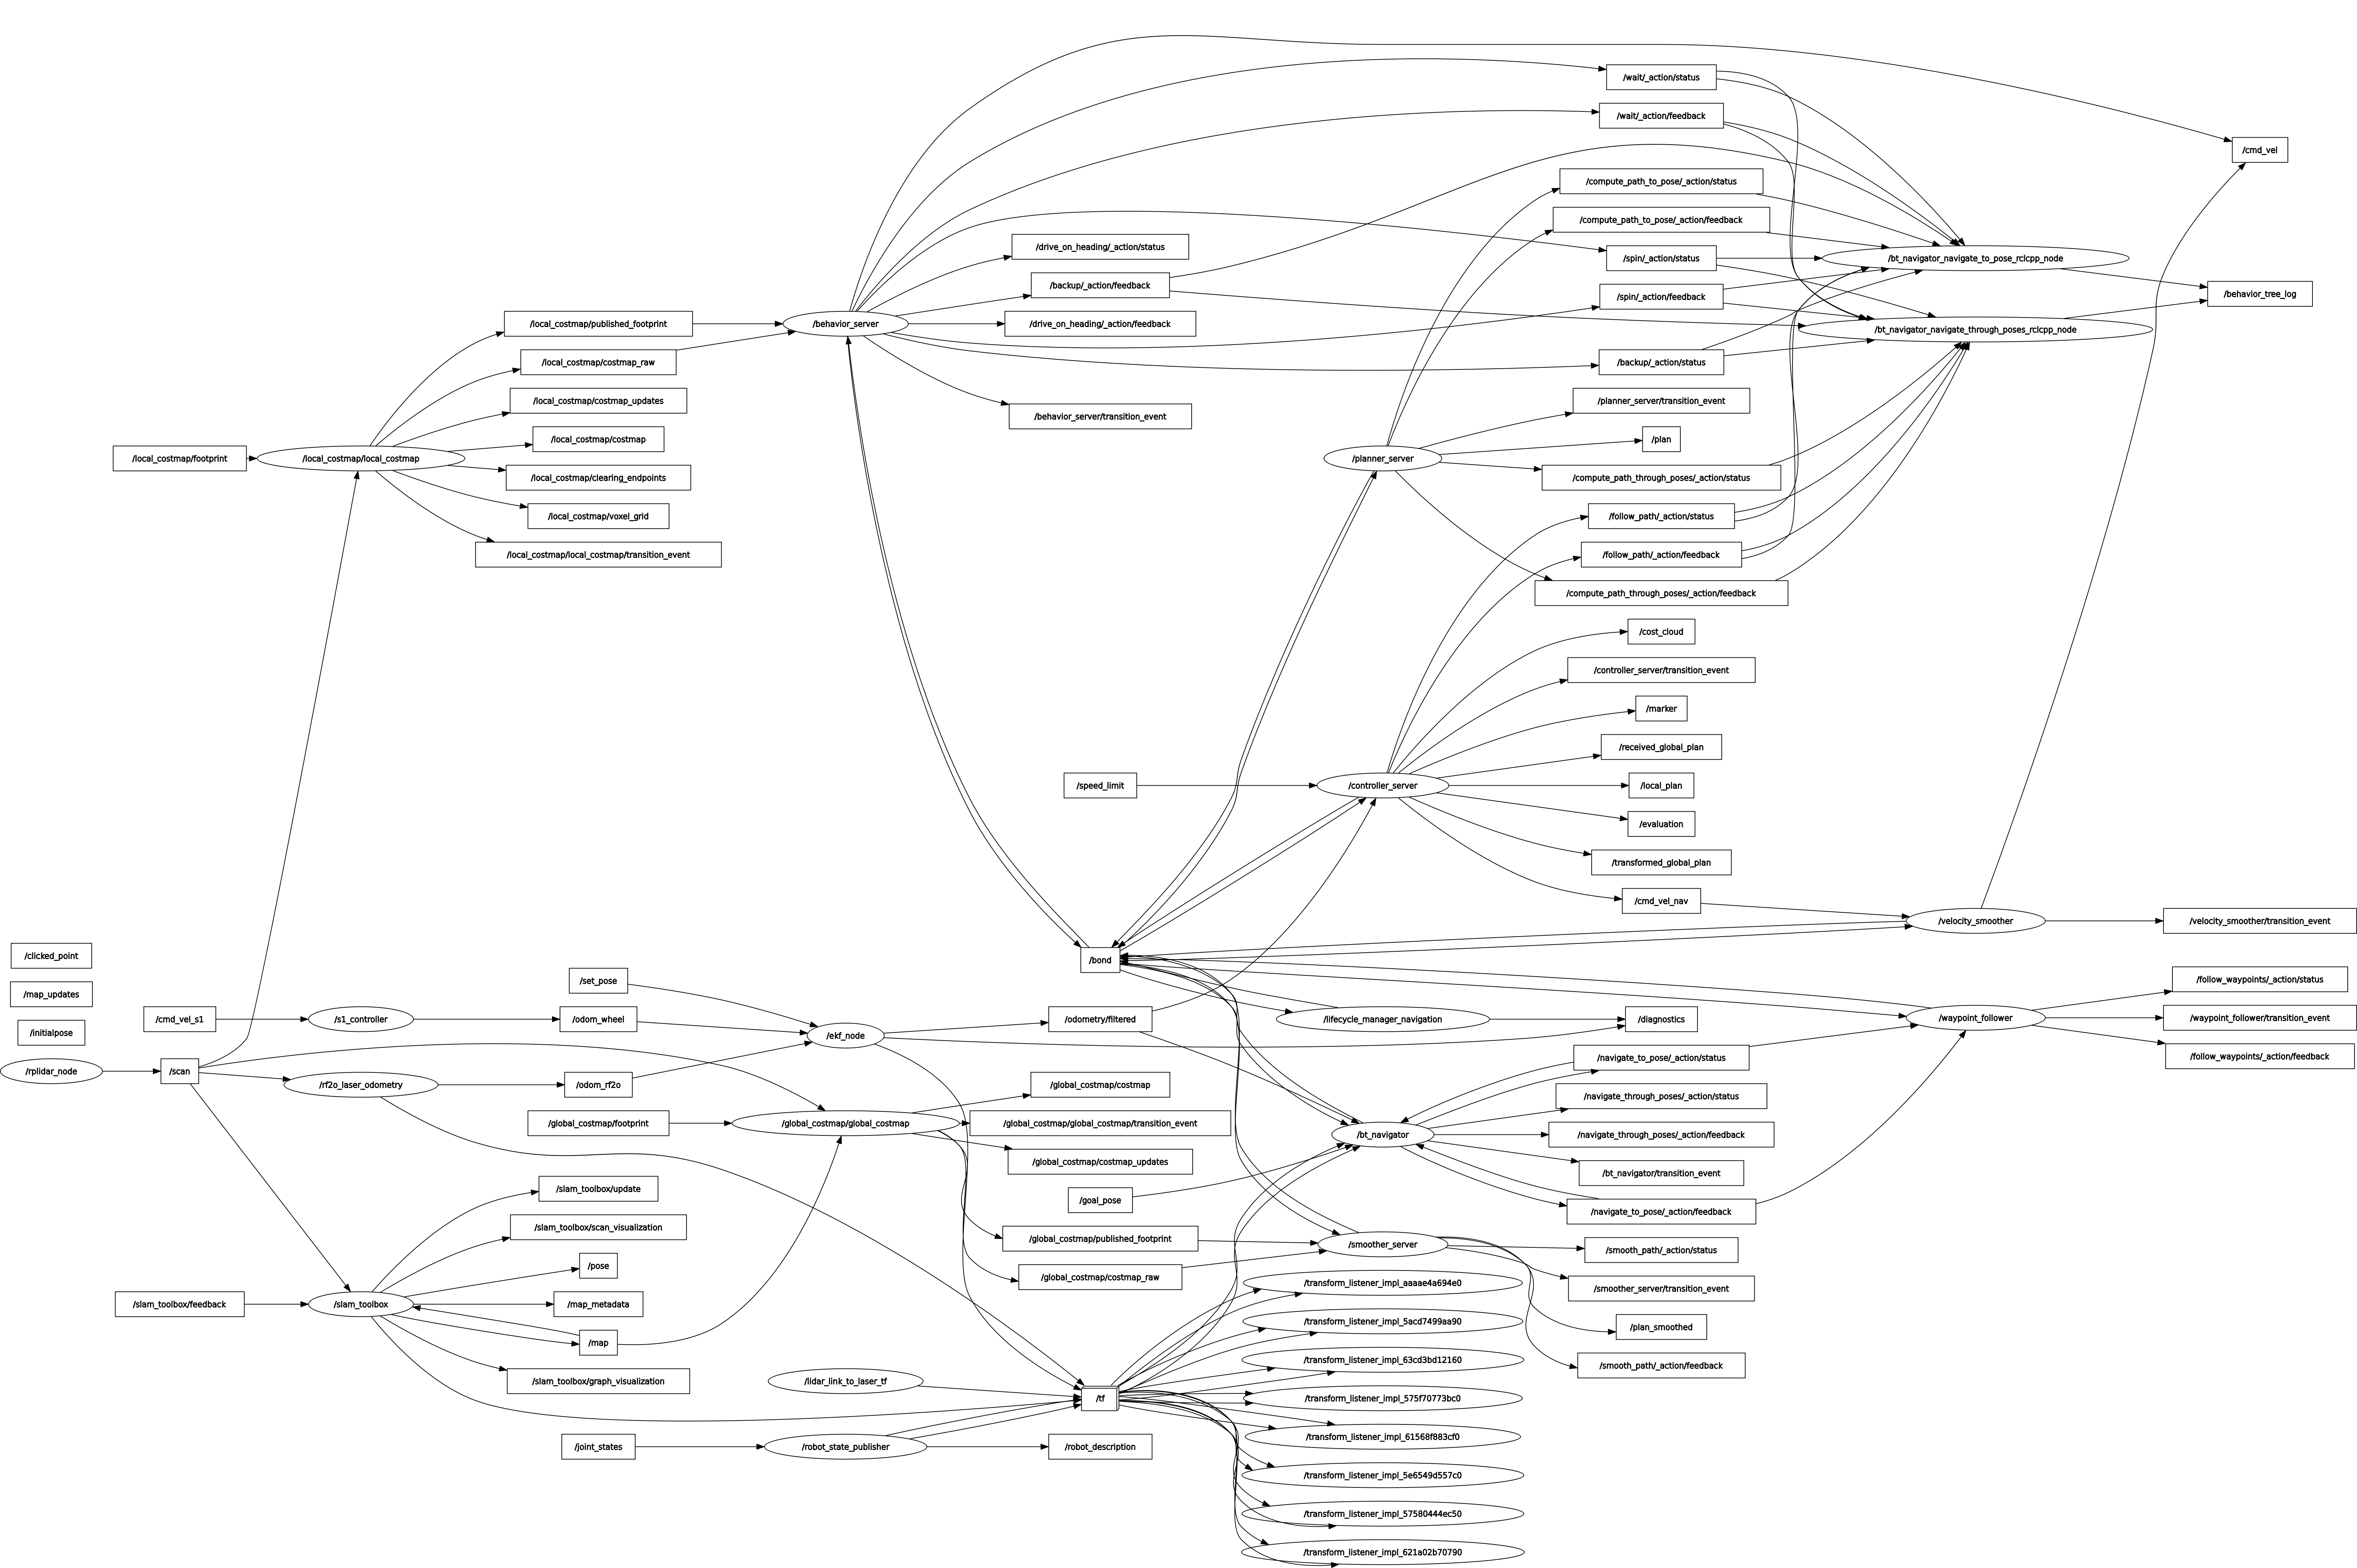 /wait/_action/status
/wait/_action/feedback
/cmd_vel
/compute_path_to_pose/_action/status
/compute_path_to_pose/_action/feedback
/drive_on_heading/_action/status
/spin/_action/status
/bt_navigator_navigate_to_pose_rclcpp_node
/backup/_action/feedback
/spin/_action/feedback
/behavior_tree_log
/local_costmap/published_footprint
/behavior_server
/drive_on_heading/_action/feedback
/bt_navigator_navigate_through_poses_rclcpp_node
/local_costmap/costmap_raw
/backup/_action/status
/local_costmap/costmap_updates
/behavior_server/transition_event
/planner_server/transition_event
/local_costmap/costmap
/plan
/local_costmap/footprint
/local_costmap/local_costmap
/planner_server
/local_costmap/clearing_endpoints
/compute_path_through_poses/_action/status
/local_costmap/voxel_grid
/follow_path/_action/status
/local_costmap/local_costmap/transition_event
/follow_path/_action/feedback
/compute_path_through_poses/_action/feedback
/cost_cloud
/controller_server/transition_event
/marker
/received_global_plan
/speed_limit
/controller_server
/local_plan
/evaluation
/transformed_global_plan
/cmd_vel_nav
/velocity_smoother
/velocity_smoother/transition_event
/clicked_point
/bond
/set_pose
/follow_waypoints/_action/status
/map_updates
/cmd_vel_s1
/s1_controller
/odom_wheel
/odometry/filtered
/lifecycle_manager_navigation
/diagnostics
/waypoint_follower
/waypoint_follower/transition_event
/initialpose
/ekf_node
/navigate_to_pose/_action/status
/follow_waypoints/_action/feedback
/rplidar_node
/scan
/rf2o_laser_odometry
/odom_rf2o
/global_costmap/costmap
/navigate_through_poses/_action/status
/global_costmap/footprint
/global_costmap/global_costmap
/global_costmap/global_costmap/transition_event
/bt_navigator
/navigate_through_poses/_action/feedback
/global_costmap/costmap_updates
/bt_navigator/transition_event
/slam_toolbox/update
/goal_pose
/navigate_to_pose/_action/feedback
/slam_toolbox/scan_visualization
/global_costmap/published_footprint
/smoother_server
/smooth_path/_action/status
/pose
/global_costmap/costmap_raw
/transform_listener_impl_aaaae4a694e0
/smoother_server/transition_event
/slam_toolbox/feedback
/slam_toolbox
/map_metadata
/transform_listener_impl_5acd7499aa90
/plan_smoothed
/map
/transform_listener_impl_63cd3bd12160
/smooth_path/_action/feedback
/slam_toolbox/graph_visualization
/lidar_link_to_laser_tf
/tf
/transform_listener_impl_575f70773bc0
/transform_listener_impl_61568f883cf0
/joint_states
/robot_state_publisher
/robot_description
/transform_listener_impl_5e6549d557c0
/transform_listener_impl_57580444ec50
/transform_listener_impl_621a02b70790